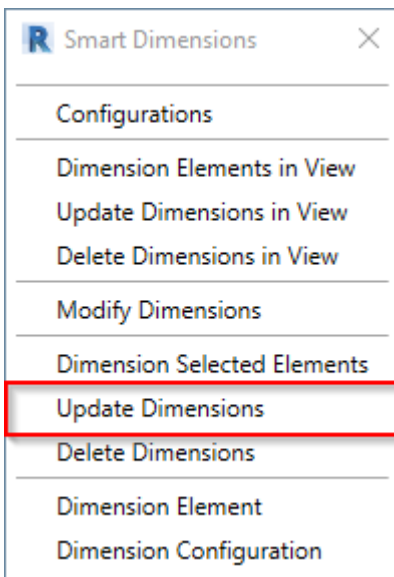 R Smart Dimensions
Configurations
Dimension Elements in View
Update Dimensions in View
Delete Dimensions in View
Modify Dimensions
Dimension Selected Elements
Update Dimensions
Delete Dimensions
Dimension Element
Dimension Configuration